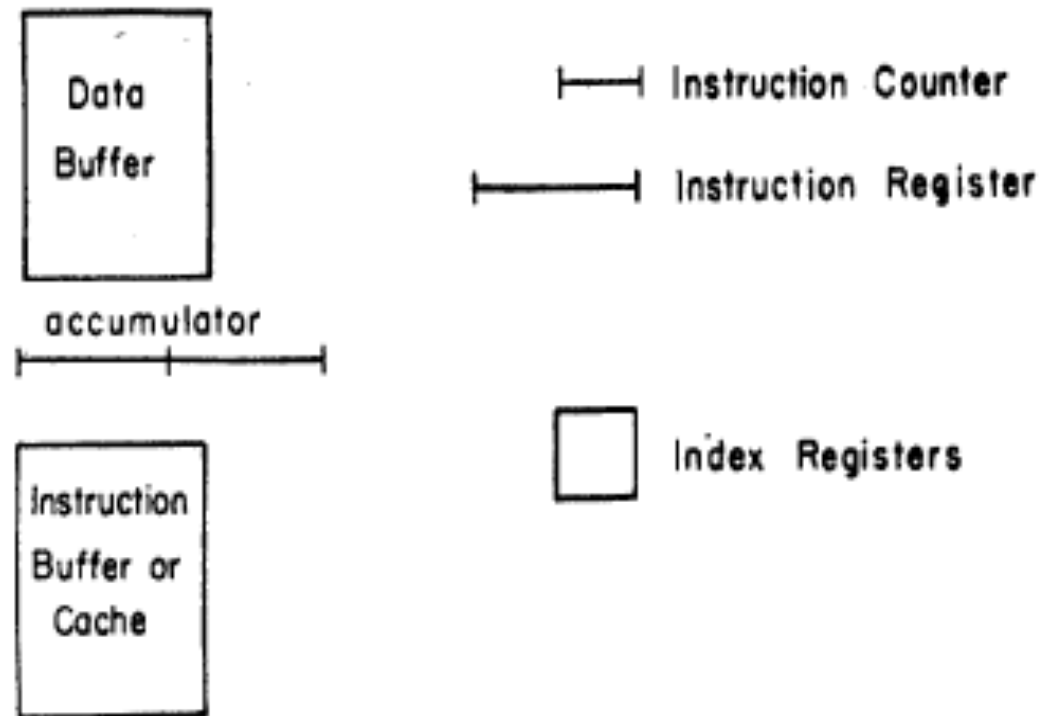 Data
Buffer
accumulator
Instruction
Buffer or
Cache
Instruction Counter
Instruction Register
Index Registers